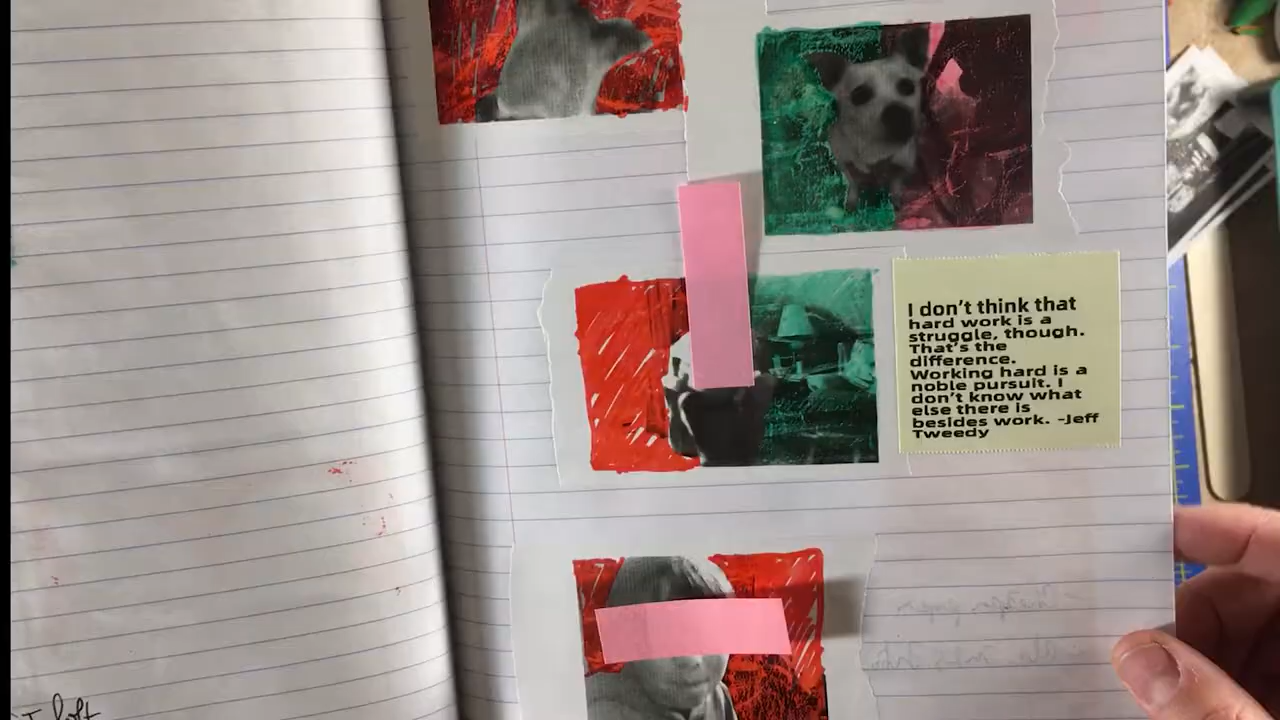 I don't think that
hard work is a
struggle, though.
That's the
difference.
Working hard is a
noble pursuit. I
don't know what
else there is
besides work. -Jeff
Tweedy